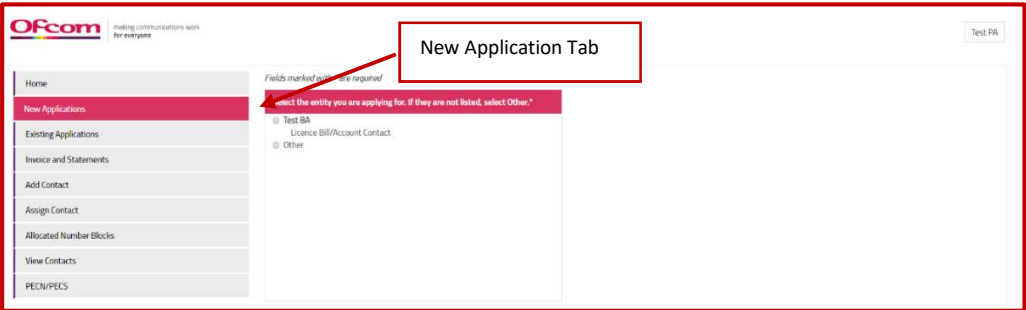 Ofcom
making communications work
for everyone
New Application Tab
Test PA
Home
New Applications
Existing Applications
Invoice and Statements
Add Contact
Assign Contact
Allocated Number Blocks
View Contacts
PECN/PECS
Fields marked with are required
elect the entity you are applying for. If they are not listed, select Other.*
Test BA
Licence Bill/Account Contact
Other